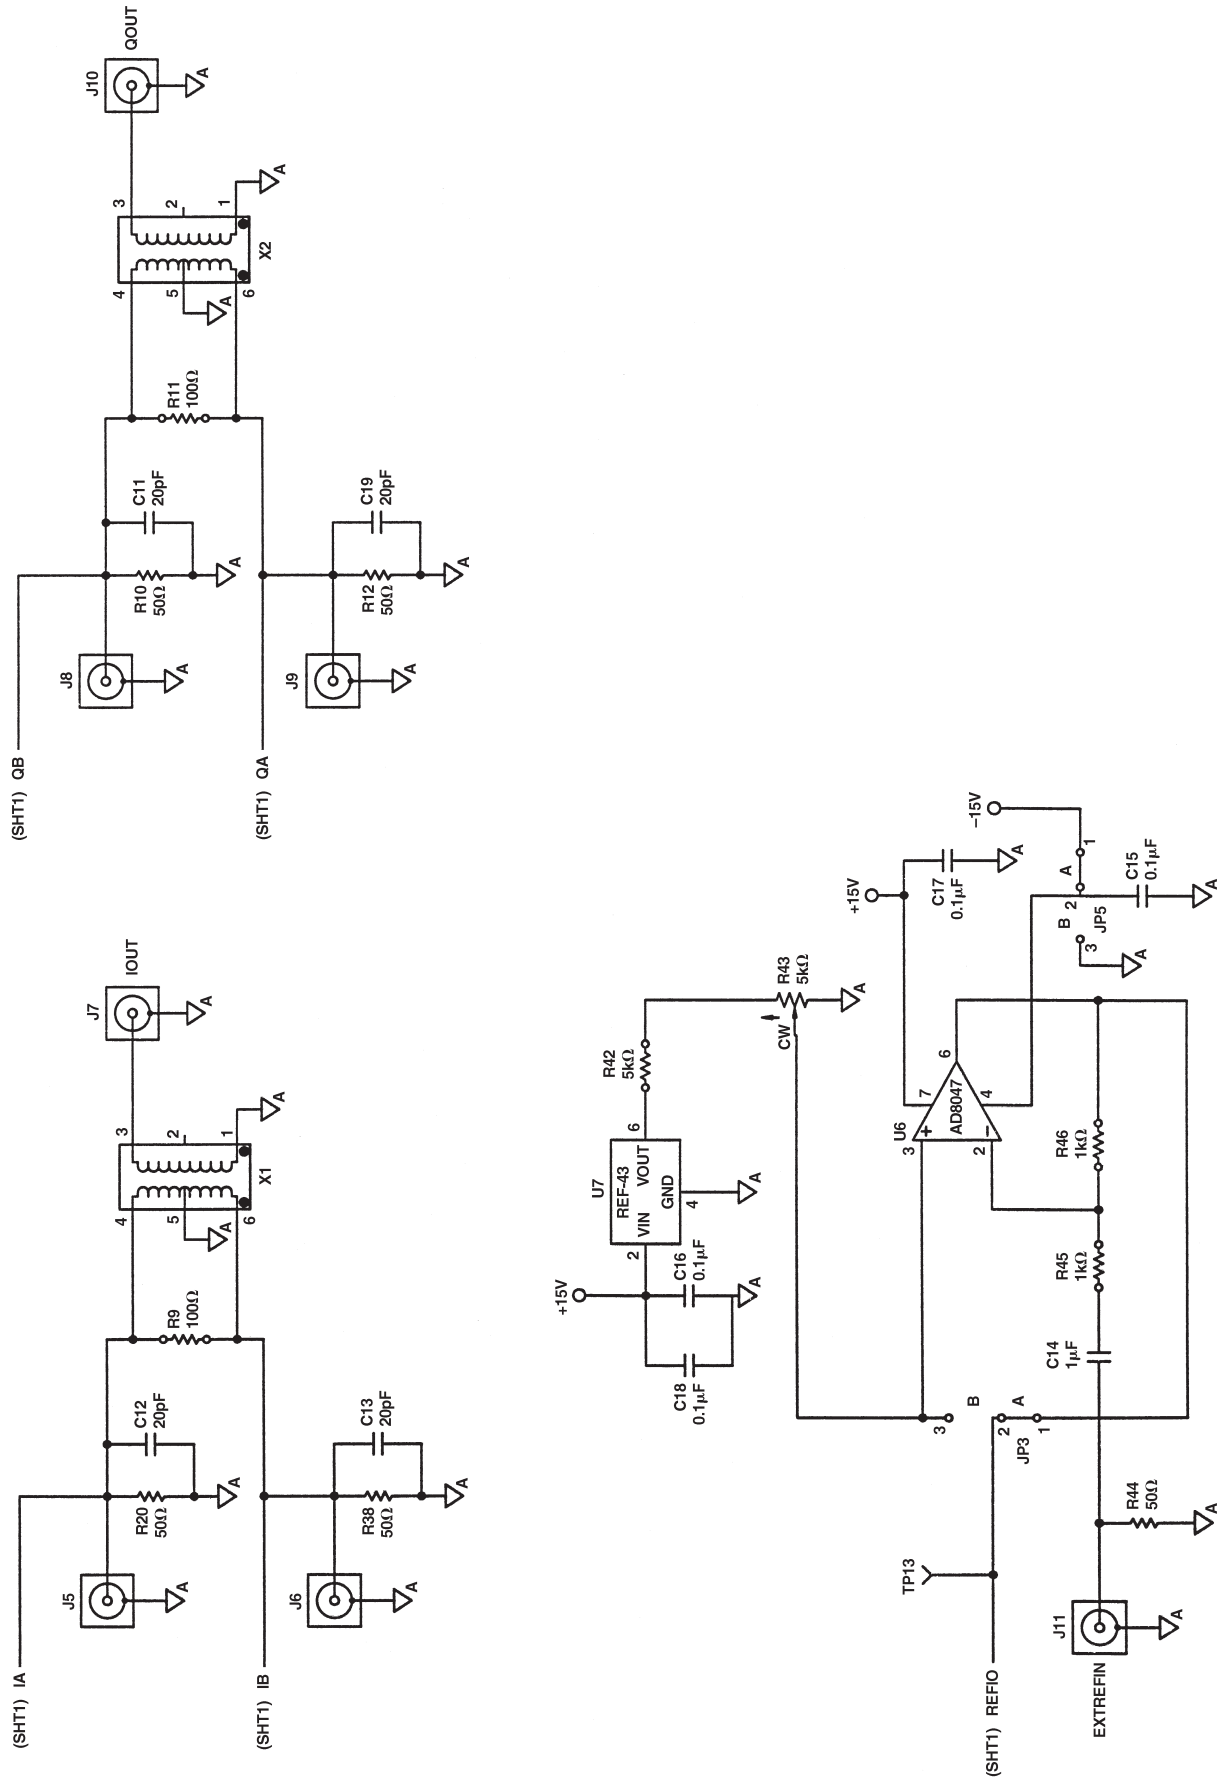 (SHT1) IA
J5
R20
50Ω
A
A
C12
20pF
R9
100Ω
4
5
6
A
X1
3
2
1
A
J7
IOUT
A
(SHT1) IB
J6
R38
50Ω
A
A
C13
20pF
(SHT1) QB
J8
R10
50Ω
A
A
C11
20pF
R11
100Ω
4
5
6
A
X2
3
2
1
A
J10
QOUT
A
(SHT1) QA
J9
R12
50Ω
A
A
C19
20pF
+15V
C18
0.1µF
C16
0.1µF
A
U7
REF-43
VIN VOUT
GND
2
6
4
A
R42
5kΩ
CW
R43
5kΩ
A
+15V
C17
0.1µF
A
–15V
U6
AD8047
3
+
2
–
7
4
6
B
A
3
2
1
JP5
A
C15
0.1µF
A
TP13
(SHT1) REFIO
3
B
2
A
1
JP3
EXTREFIN
J11
A
R44
50Ω
A
C14
1µF
R45
1kΩ
R46
1kΩ